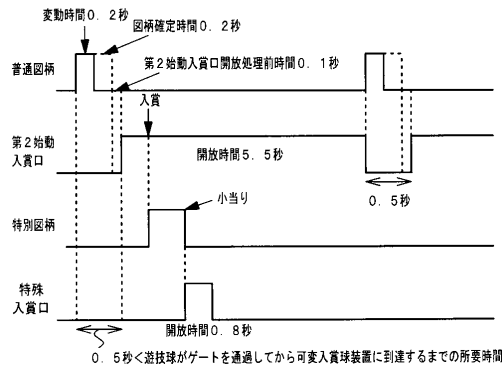 変動時間０．２秒
図柄確定時間０．２秒
第２始動入賞口開放処理前時間０．１秒
普通図柄
入賞
第２始動
入賞口
開放時間５．５秒
０．５秒
小当り
特別図柄
特殊
入賞口
開放時間０．８秒
０．５秒＜遊技球がゲートを通過してから可変入賞球装置に到達するまでの所要時間